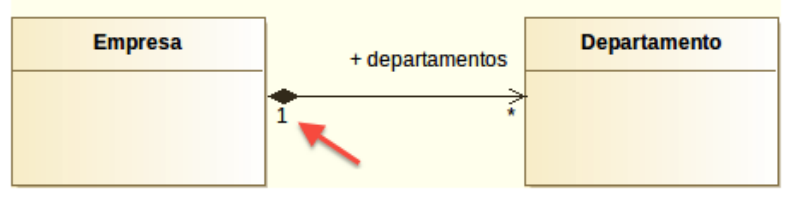 Empresa
+ departamentos
Departamento
1
*